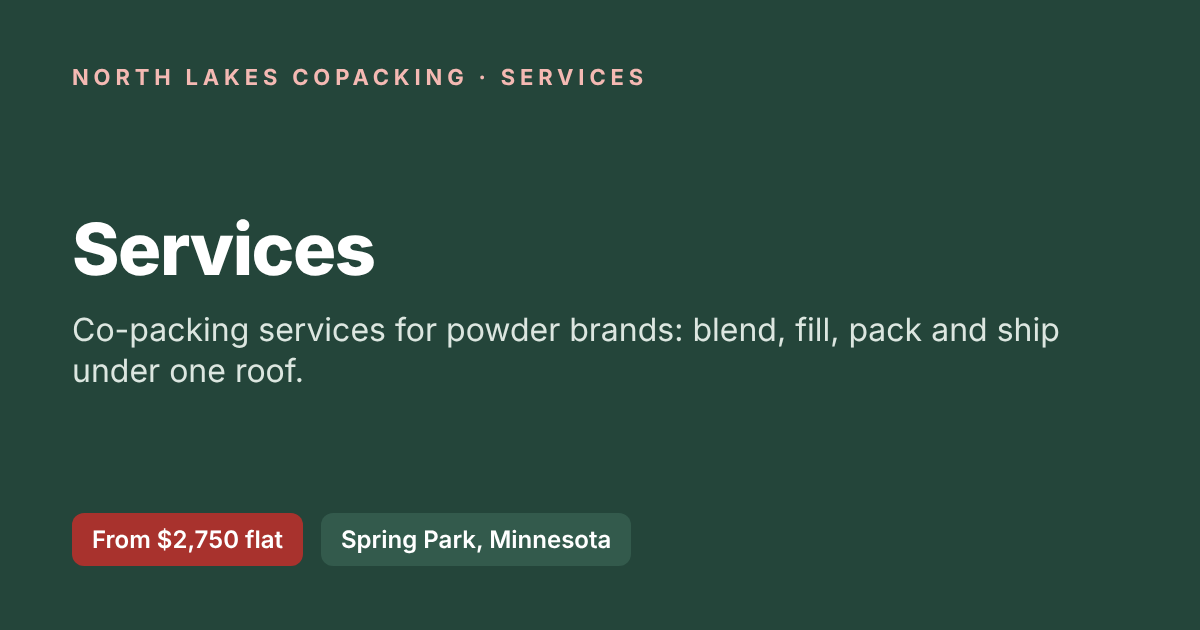 NORTH LAKES COPACKING · SERVICES
Services
Co-packing services for powder brands: blend, fill, pack and ship
under one roof.
From $2,750 flat
Spring Park, Minnesota